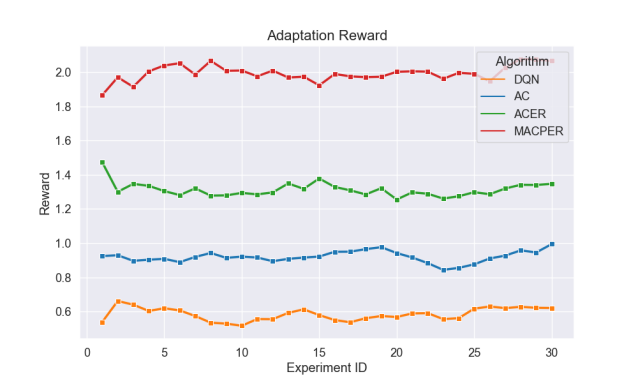 Adaptation Reward
Algorithm
DQN
AC
ACER
MACPER
Reward
2.0
1.8
1.6
1.4
1.2
1.0
0.8
0.6
0 5 10 15 20 25 30
Experiment ID